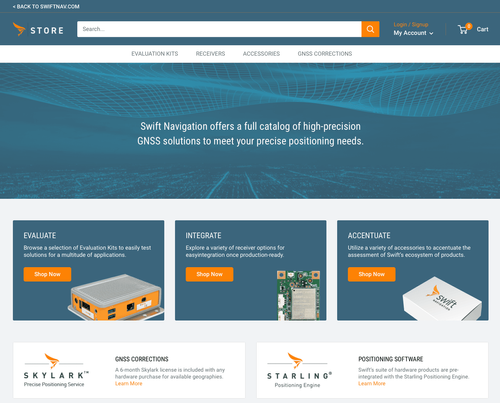 < BACK TO SWIFTNAV.COM
STORE
Search...
Login / Signup
My Account
0
Cart
EVALUATION KITS
RECEIVERS
ACCESSORIES
GNSS CORRECTIONS
Swift Navigation offers a full catalog of high-precision
GNSS solutions to meet your precise positioning needs.
EVALUATE
Browse a selection of Evaluation Kits to easily test
solutions for a multitude of applications.
Shop Now
INTEGRATE
Explore a variety of receiver options for
easyintegration once production-ready.
Shop Now
ACCENTUATE
Utilize a variety of accessories to accentuate the
assessment of Swift's ecosystem of products.
Shop Now
swift
NAVIGATION
SKYLARK™
Precise Positioning Service
GNSS CORRECTIONS
A 6-month Skylark license is included with any
hardware purchase for available geographies.
Learn More
STARLING®
Positioning Engine
POSITIONING SOFTWARE
Swift's suite of hardware products are pre-
integrated with the Starling Positioning Engine.
Learn More